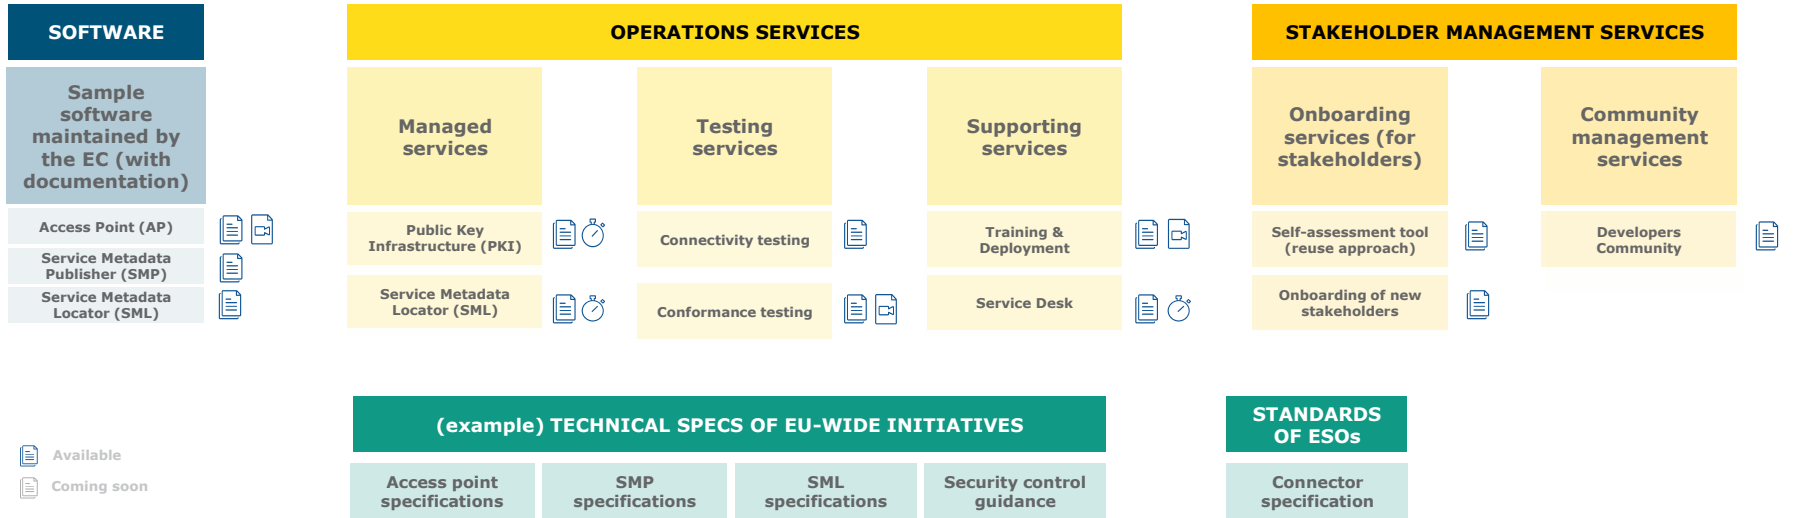 SOFTWARE
OPERATIONS SERVICES
STAKEHOLDER MANAGEMENT SERVICES
Sample
software
maintained by
the EC (with
documentation)
Managed
services
Testing
services
Supporting
services
Onboarding
services (for
stakeholders)
Community
management
services
Access Point (AP)
Service Metadata
Publisher (SMP)
Service Metadata
Locator (SML)
Public Key
Infrastructure (PKI)
Service Metadata
Locator (SML)
Connectivity testing
Conformance testing
Training &
Deployment
Service Desk
Self-assessment tool
(reuse approach)
Onboarding of new
stakeholders
Developers
Community
(example) TECHNICAL SPECS OF EU-WIDE INITIATIVES
STANDARDS
OF ESOs
Available
Coming soon
Access point
specifications
SMP
specifications
SML
specifications
Security control
guidance
Connector
specification